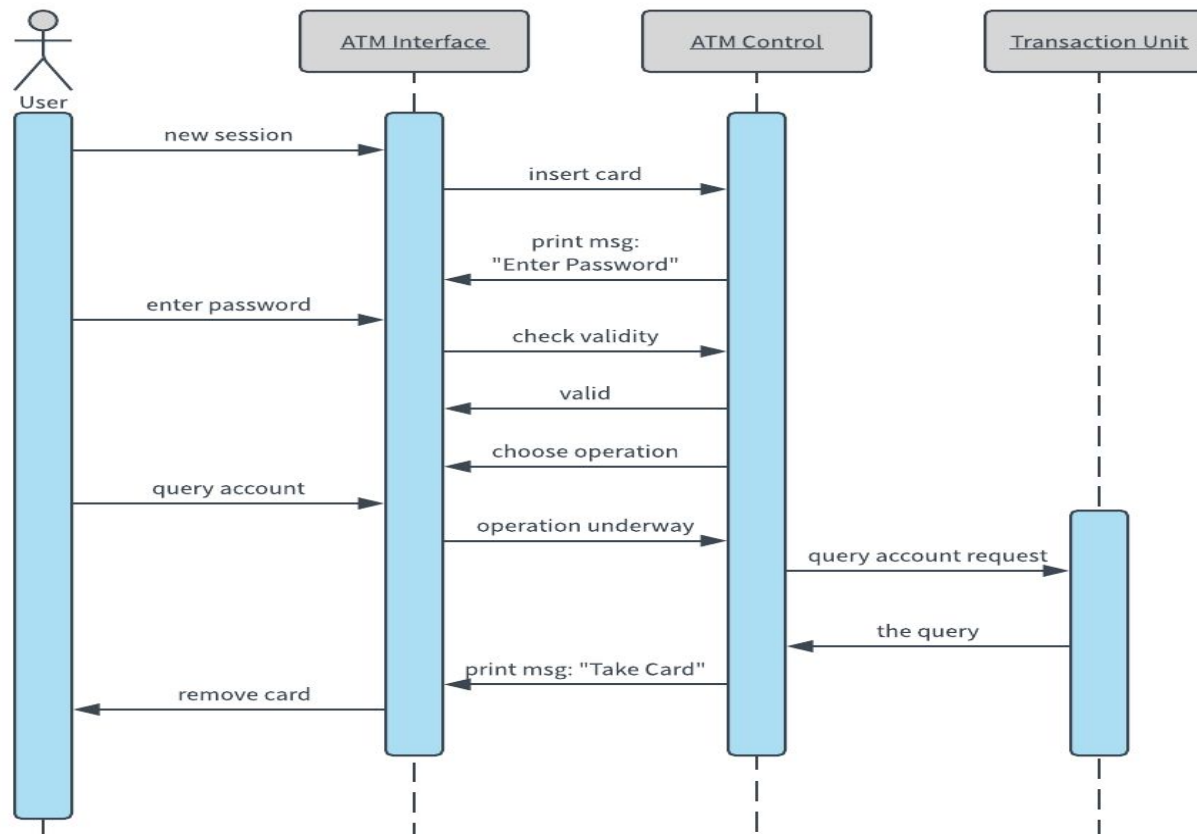 ATM Interface
ATM Control
Transaction Unit
User
new session
insert card
print msg:
"Enter Password"
enter password
check validity
valid
choose operation
query account
operation underway
query account request
the query
print msg: "Take Card"
remove card